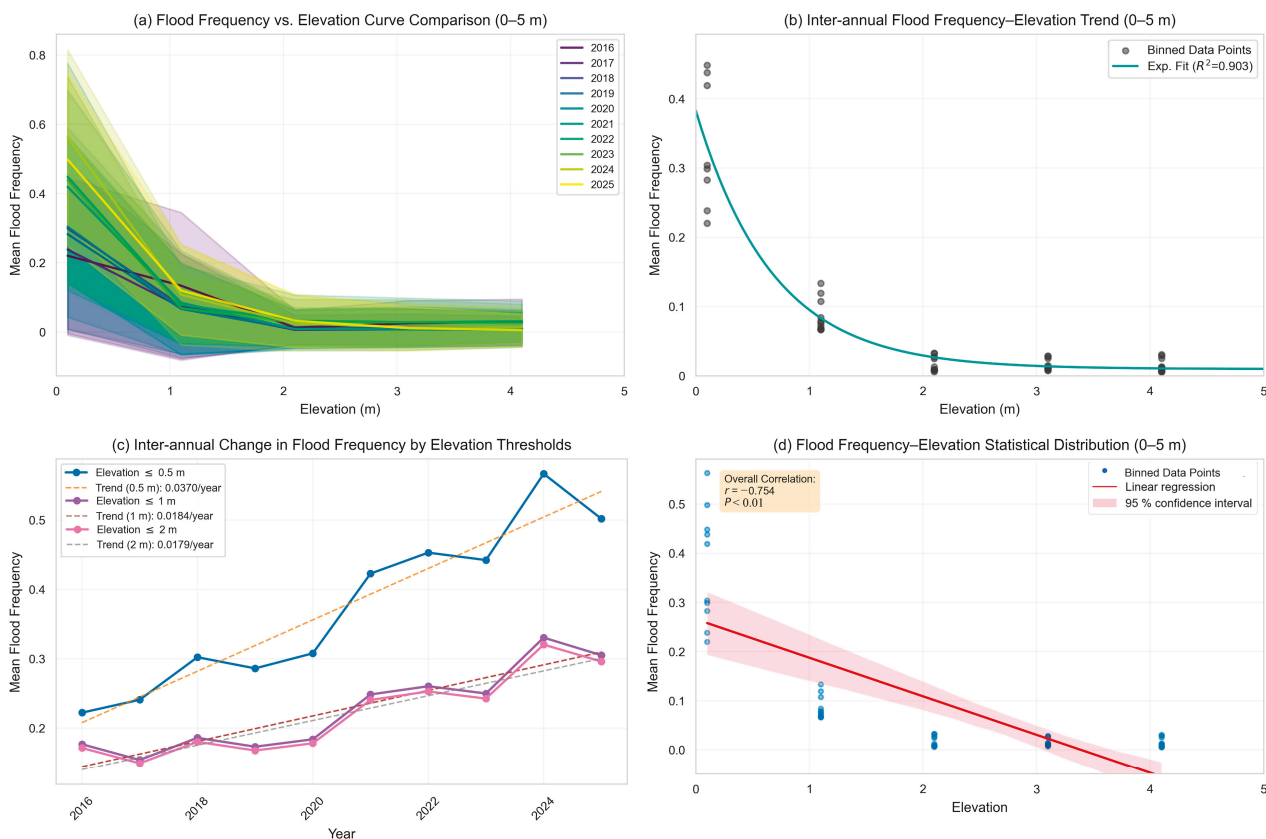 (a) Flood Frequency vs. Elevation Curve Comparison (0–5 m)
Mean Flood Frequency
0.8
0.6
0.4
0.2
0
0
1
2
3
4
5
Elevation (m)
2016
2017
2018
2019
2020
2021
2022
2023
2024
2025
(b) Inter-annual Flood Frequency–Elevation Trend (0–5 m)
Mean Flood Frequency
0.4
0.3
0.2
0.1
0
0
1
2
3
4
5
Elevation (m)
Binned Data Points
Exp. Fit (R²=0.903)
(c) Inter-annual Change in Flood Frequency by Elevation Thresholds
Mean Flood Frequency
0.5
0.4
0.3
0.2
2016
2018
2020
2022
2024
Year
Elevation ≤ 0.5 m
Trend (0.5 m): 0.0370/year
Elevation ≤ 1 m
Trend (1 m): 0.0184/year
Elevation ≤ 2 m
Trend (2 m): 0.0179/year
(d) Flood Frequency–Elevation Statistical Distribution (0–5 m)
Mean Flood Frequency
0.5
0.4
0.3
0.2
0.1
0.0
0
1
2
3
4
5
Elevation
Overall Correlation:
r = −0.754
P < 0.01
Binned Data Points
Linear regression
95 % confidence interval